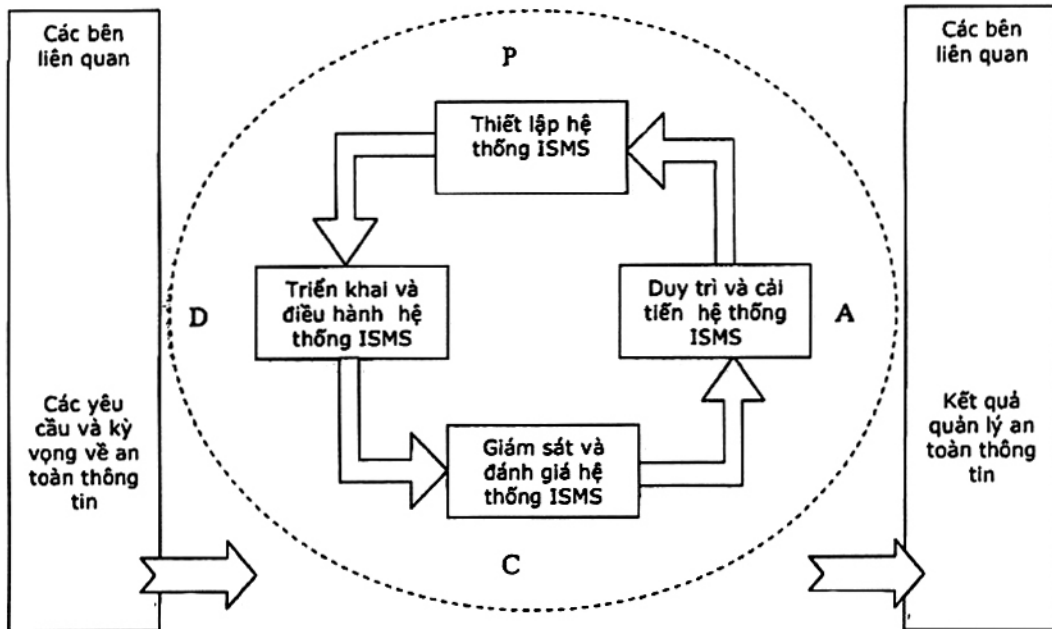 Các bên
liên quan
Các yêu
cầu và kỳ
vọng về an
toàn thông
tin
P
Thiết lập hệ
thống ISMS
D
Triển khai và
điều hành hệ
thống ISMS
Duy trì và cải
tiến hệ thống
ISMS
A
Giám sát và
đánh giá hệ
thống ISMS
C
Các bên
liên quan
Kết quả
quản lý an
toàn thông
tin